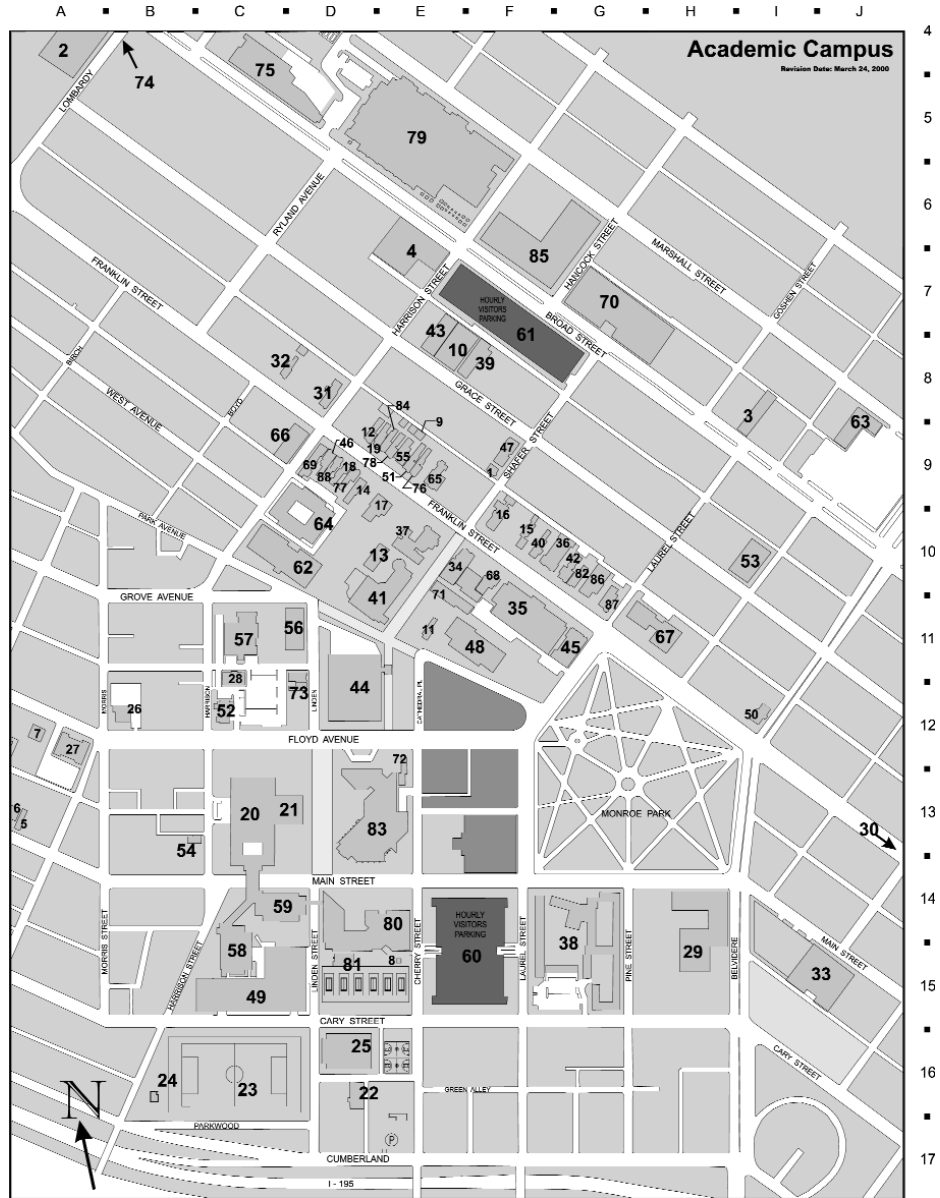 A B C D E F G H I J
4
Academic Campus
Revision Date: March 24, 2000
2
74
75
LOMBARDY
5
79
RYLAND AVENUE
6
4
85
HANCOCK STREET
MARSHALL STREET
FRANKLIN STREET
HARRISON STREET
GOSHEN STREET
7
HOURLY
VISITORS
PARKING
61
BROAD STREET
70
43
10
39
BIRCH
32
31
8
WEST AVENUE
BOYD
GRACE STREET
84
9
3
63
66
46
12
19
78
55
51
76
65
47
1
SHAFER STREET
9
69
88
77
18
14
17
64
FRANKLIN STREET
16
15
40
36
42
82
86
87
LAUREL STREET
PARK AVENUE
37
13
62
41
34
68
71
35
53
10
GROVE AVENUE
57
56
11
48
45
67
11
28
73
44
MORRIS
HARRISON
LINDEN
CATHEDRAL PL
26
52
50
7
27
FLOYD AVENUE
12
72
6
5
20
21
83
MONROE PARK
13
30
54
MAIN STREET
14
59
80
HOURLY
VISITORS
PARKING
60
38
29
58
81
8
MORRIS STREET
HARRISON STREET
LINDEN STREET
CHERRY STREET
LAUREL STREET
PINE STREET
BELVIDERE
MAIN STREET
33
49
15
CARY STREET
25
CARY STREET
24
23
22
GREEN ALLEY
16
N
PARKWOOD
P
CUMBERLAND
17
I - 195